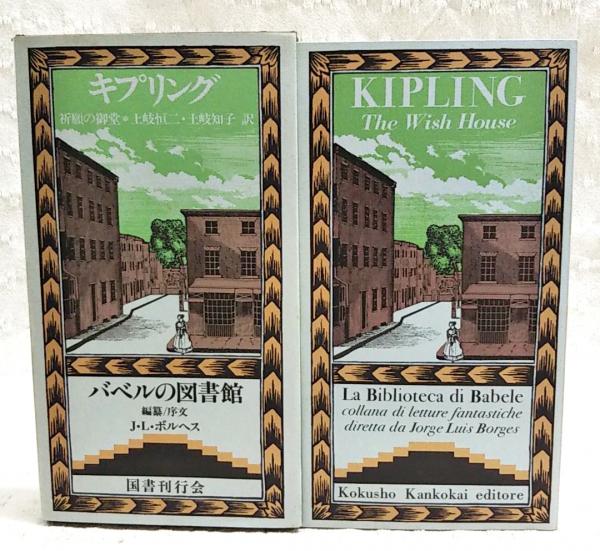 キプリング
祈願の御堂*土岐恒二・土岐知子 訳
バベルの図書館
編纂/序文
J・L・ボルヘス
国書刊行会
KIPLING
The Wish House
La Biblioteca di Babele
collana di letture fantastiche
diretta da Jorge Luis Borges
Kokusho Kankokai editore